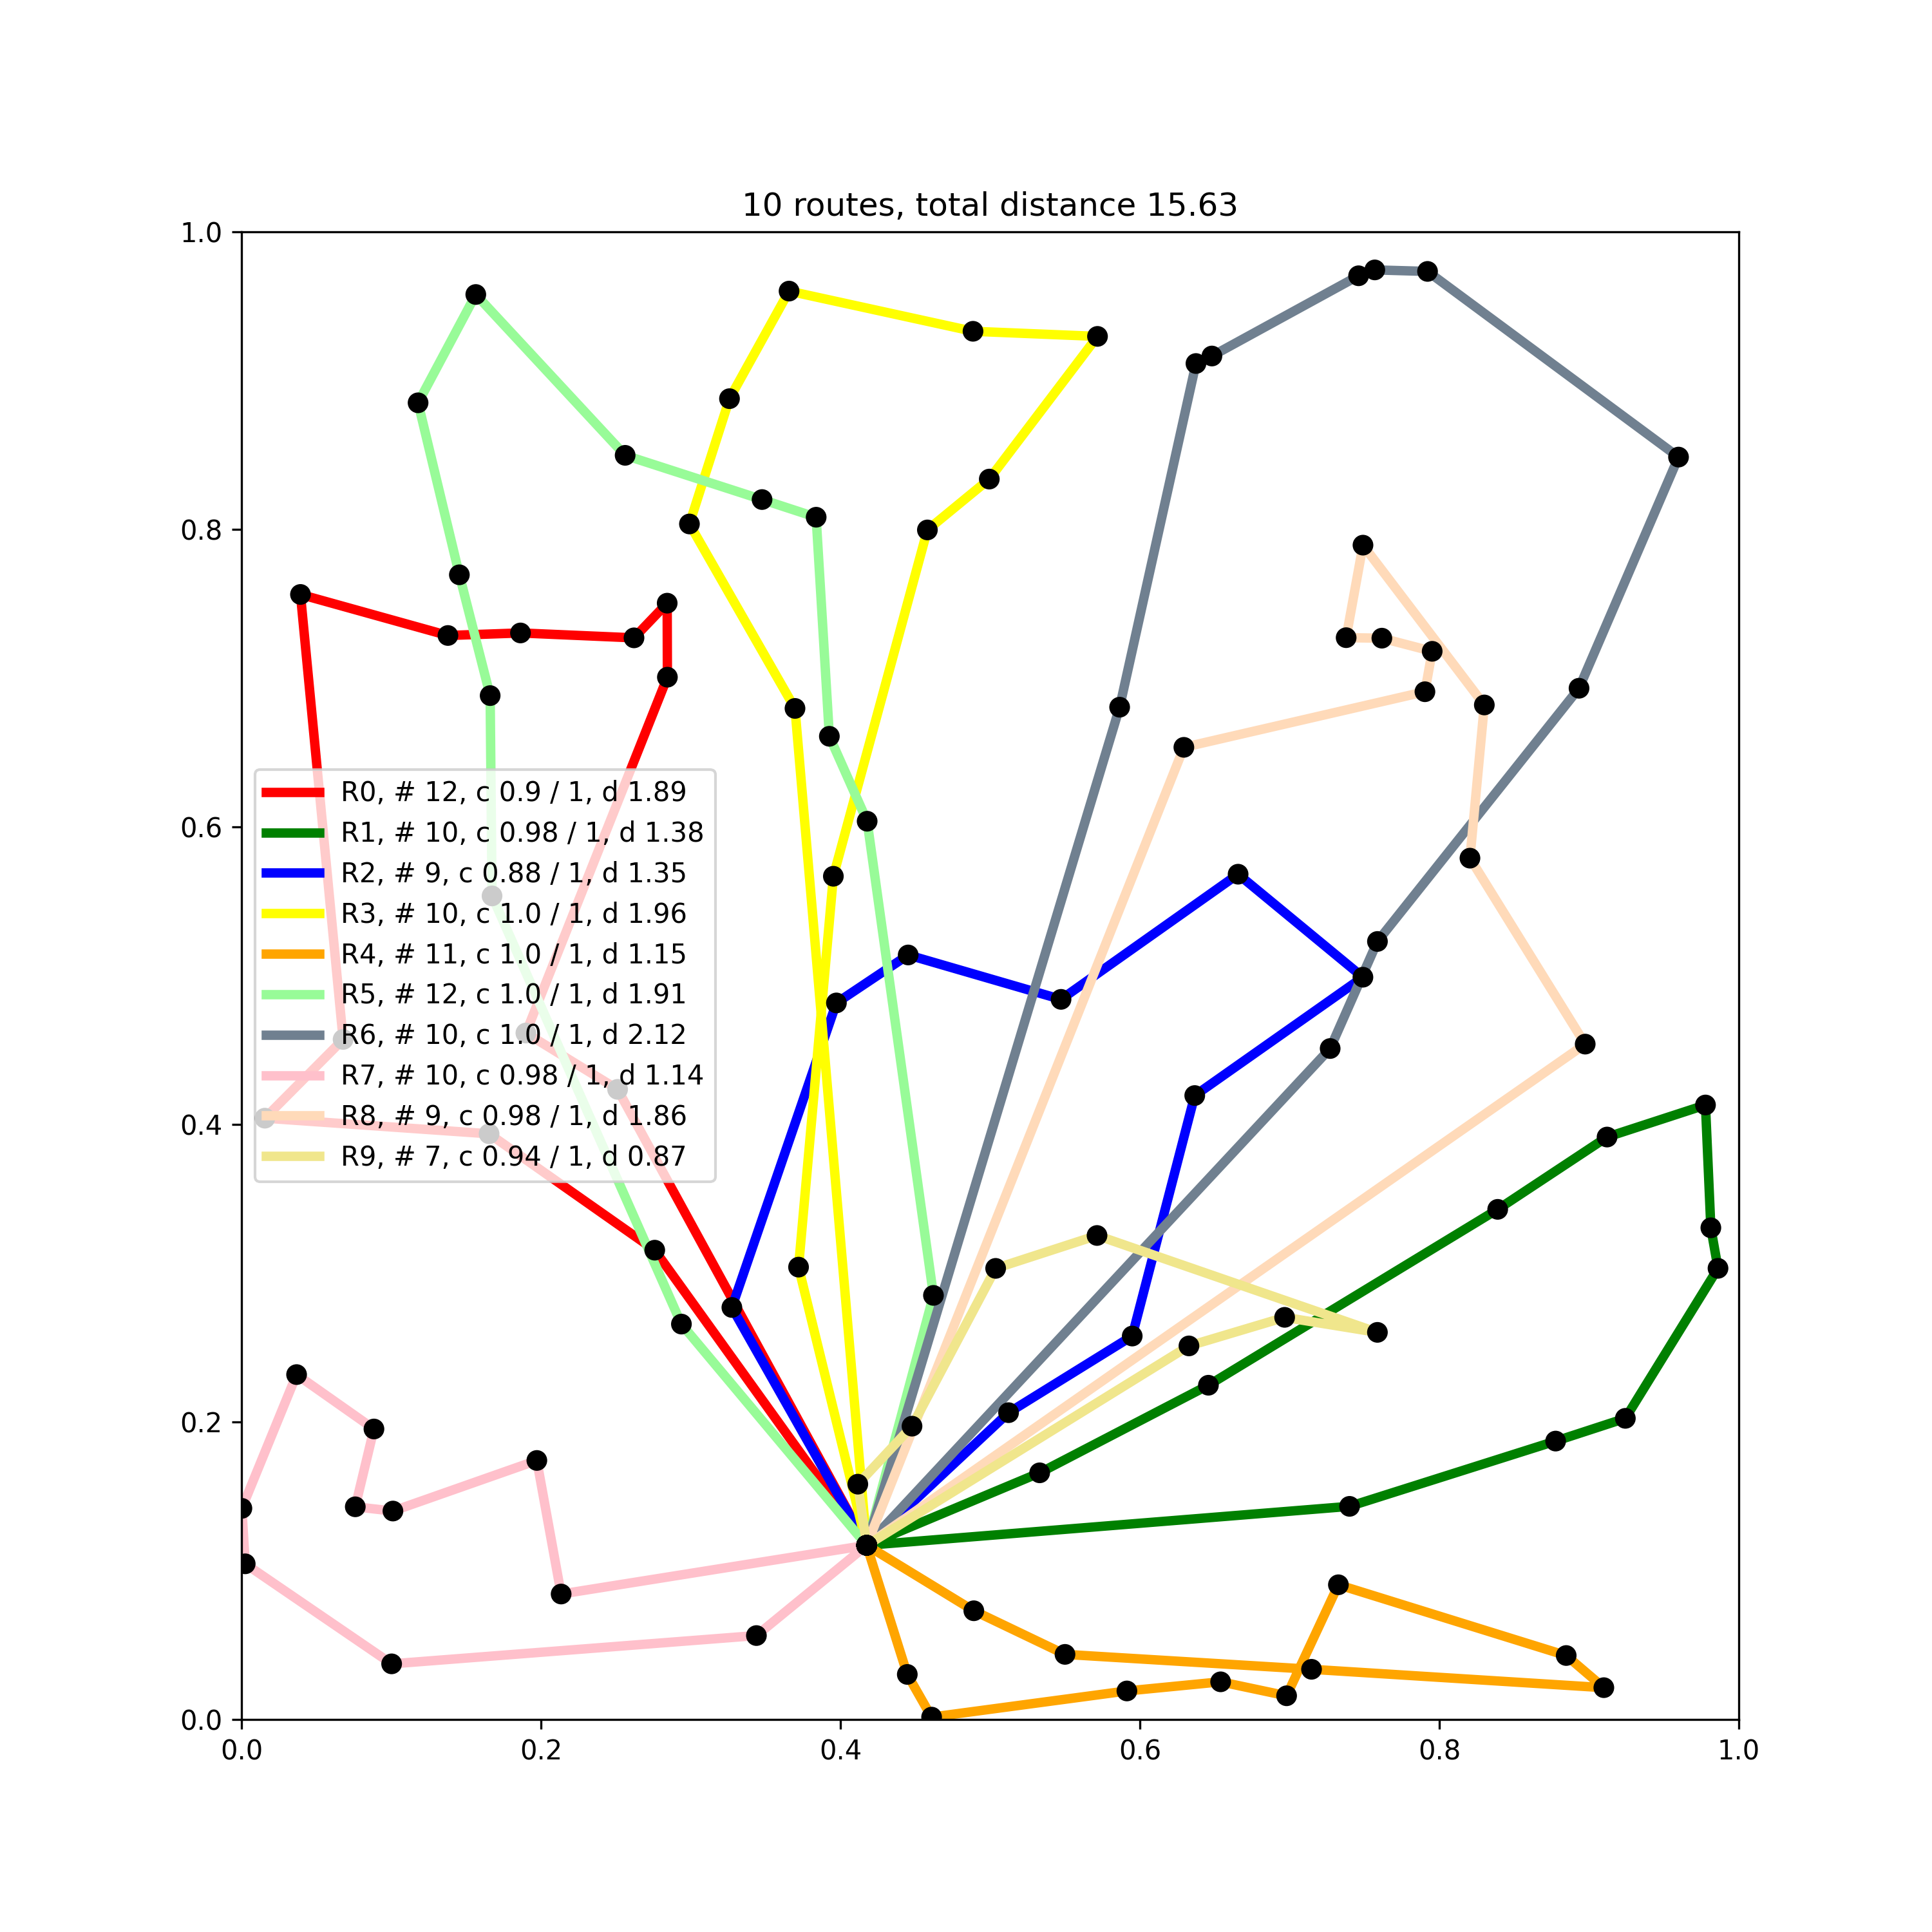 10 routes, total distance 15.63
1.0
0.8
0.6
0.4
0.2
0.0
R0, # 12, c 0.9 / 1, d 1.89
R1, # 10, c 0.98 / 1, d 1.38
R2, # 9, c 0.88 / 1, d 1.35
R3, # 10, c 1.0 / 1, d 1.96
R4, # 11, c 1.0 / 1, d 1.15
R5, # 12, c 1.0 / 1, d 1.91
R6, # 10, c 1.0 / 1, d 2.12
R7, # 10, c 0.98 / 1, d 1.14
R8, # 9, c 0.98 / 1, d 1.86
R9, # 7, c 0.94 / 1, d 0.87
0.0 0.2 0.4 0.6 0.8 1.0